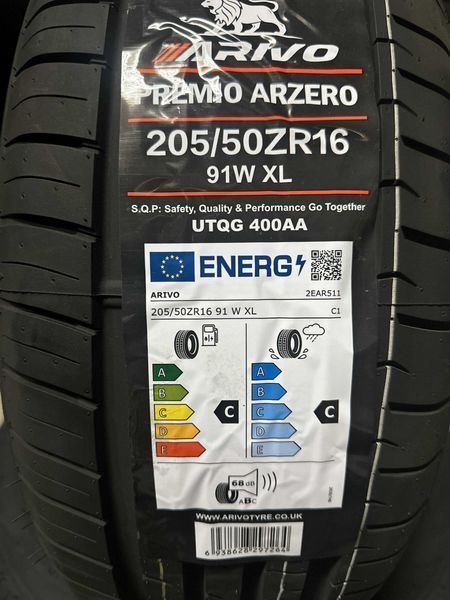 ARIVO
PREMIO ARZERO
205/50ZR16
91W XL
S.Q.P: Safety, Quality & Performance Go Together
UTQG 400AA
ENERG
ARIVO 2EAR511
205/50ZR16 91 W XL C1
A A
B B
C C C C
D D
E E
68 dB
ABC
WWW.ARIVOTYRE.CO.UK
6938628297264